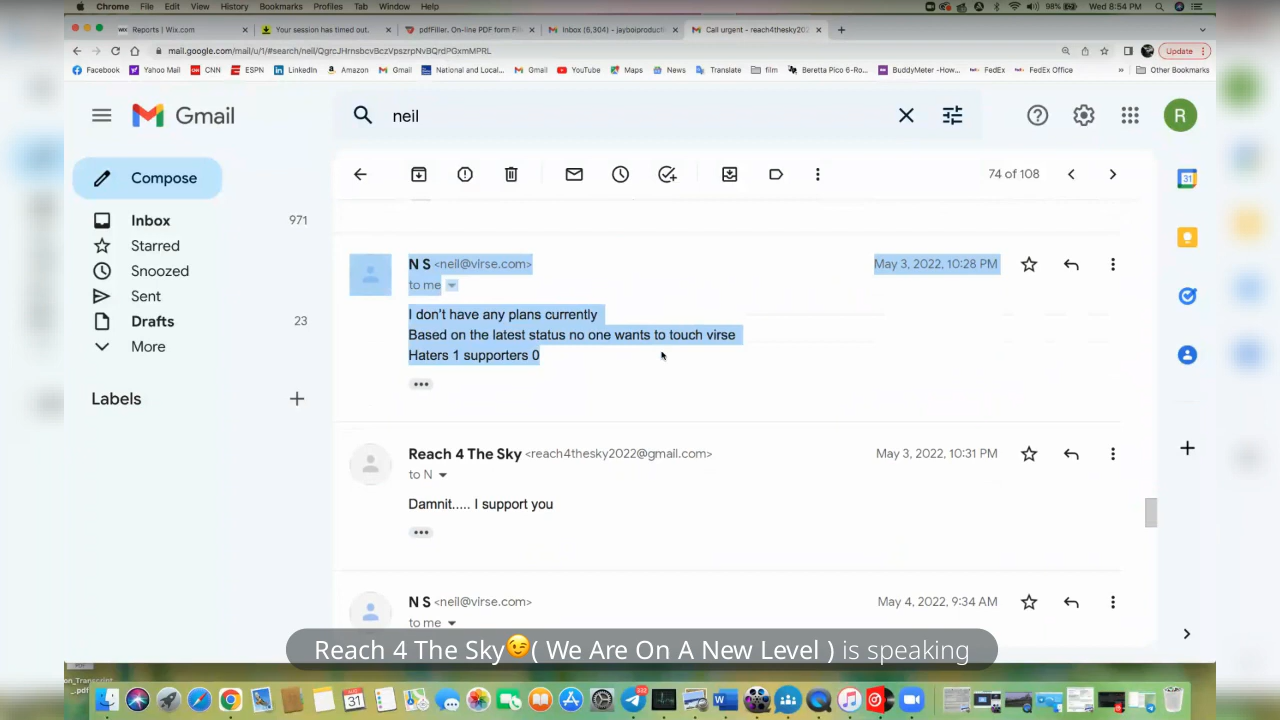 Chrome File Edit View History Bookmarks Profiles Tab Window Help 98% Wed 8:54 PM
Reports | Wix.com × Your session has timed out. × pdfFiller. On-line PDF form Fil × Inbox (6,304) - jayboiproducti × Call urgent - reach4thesky202 × +
mail.google.com/mail/u/1/#search/neil/QgrcJHrnsbcvBczVpszrpNvBQrdPGxmMPRL Update
Facebook Yahoo Mail CNN ESPN LinkedIn Amazon Gmail National and Local... Gmail YouTube Maps News Translate film Beretta Pico 6-Ro... BuddyMeter -How... FedEx FedEx Office » Other Bookmarks
Gmail
neil
R
Compose
74 of 108
Inbox 971
Starred
Snoozed
Sent
Drafts 23
More
Labels +
31
N S <neil@virse.com> May 3, 2022, 10:28 PM
to me
I don't have any plans currently
Based on the latest status no one wants to touch virse
Haters 1 supporters 0
Reach 4 The Sky <reach4thesky2022@gmail.com> May 3, 2022, 10:31 PM
to N
Damnit..... I support you
N S <neil@virse.com> May 4, 2022, 9:34 AM
to me
Reach 4 The Sky😉( We Are On A New Level ) is speaking
on_Transcript
.pdf